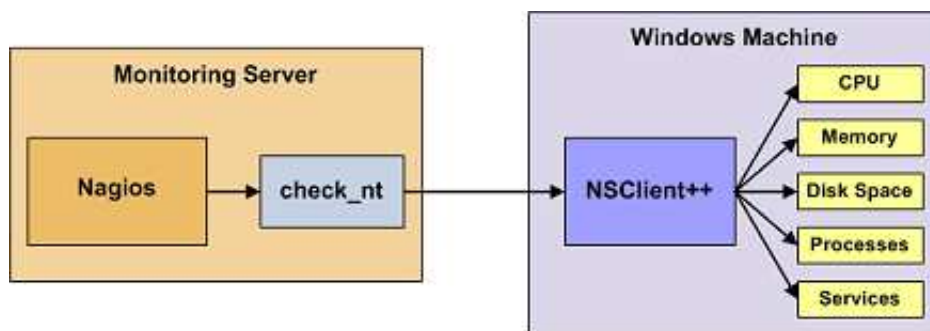 Monitoring Server
Nagios
check_nt
Windows Machine
NSClient++
CPU
Memory
Disk Space
Processes
Services